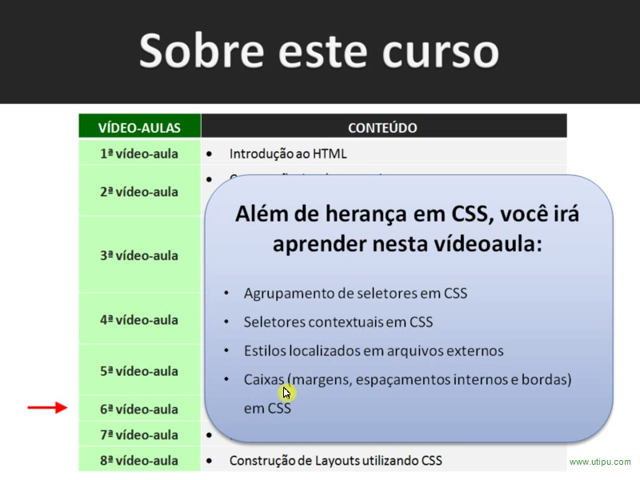 Sobre este curso
VÍDEO-AULAS CONTEÚDO
1ª vídeo-aula • Introdução ao HTML
2ª vídeo-aula •
3ª vídeo-aula
4ª vídeo-aula
5ª vídeo-aula
6ª vídeo-aula
7ª vídeo-aula •
8ª vídeo-aula Construção de Layouts utilizando CSS
Além de herança em CSS, você irá
aprender nesta vídeoaula:
• Agrupamento de seletores em CSS
• Seletores contextuais em CSS
• Estilos localizados em arquivos externos
• Caixas (margens, espaçamentos internos e bordas)
em CSS
www.utipu.com